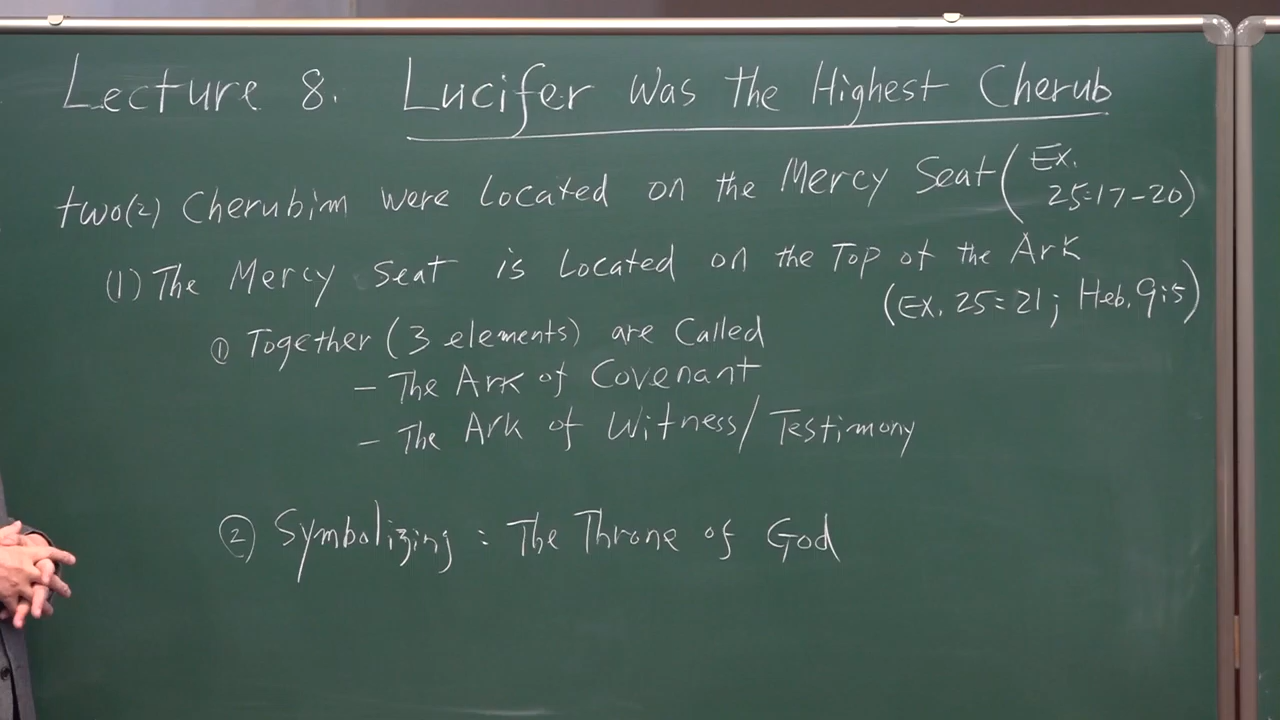 Lecture 8. Lucifer Was The Highest Cherub
two(2) Cherubim were Located on the Mercy Seat (Ex. 25:17-20)
(1) The Mercy Seat is Located on the Top of the Ark
(Ex. 25:21; Heb. 9:5)
① Together (3 elements) are Called
- The Ark of Covenant
- The Ark of Witness/Testimony
② Symbolizing : The Throne of God